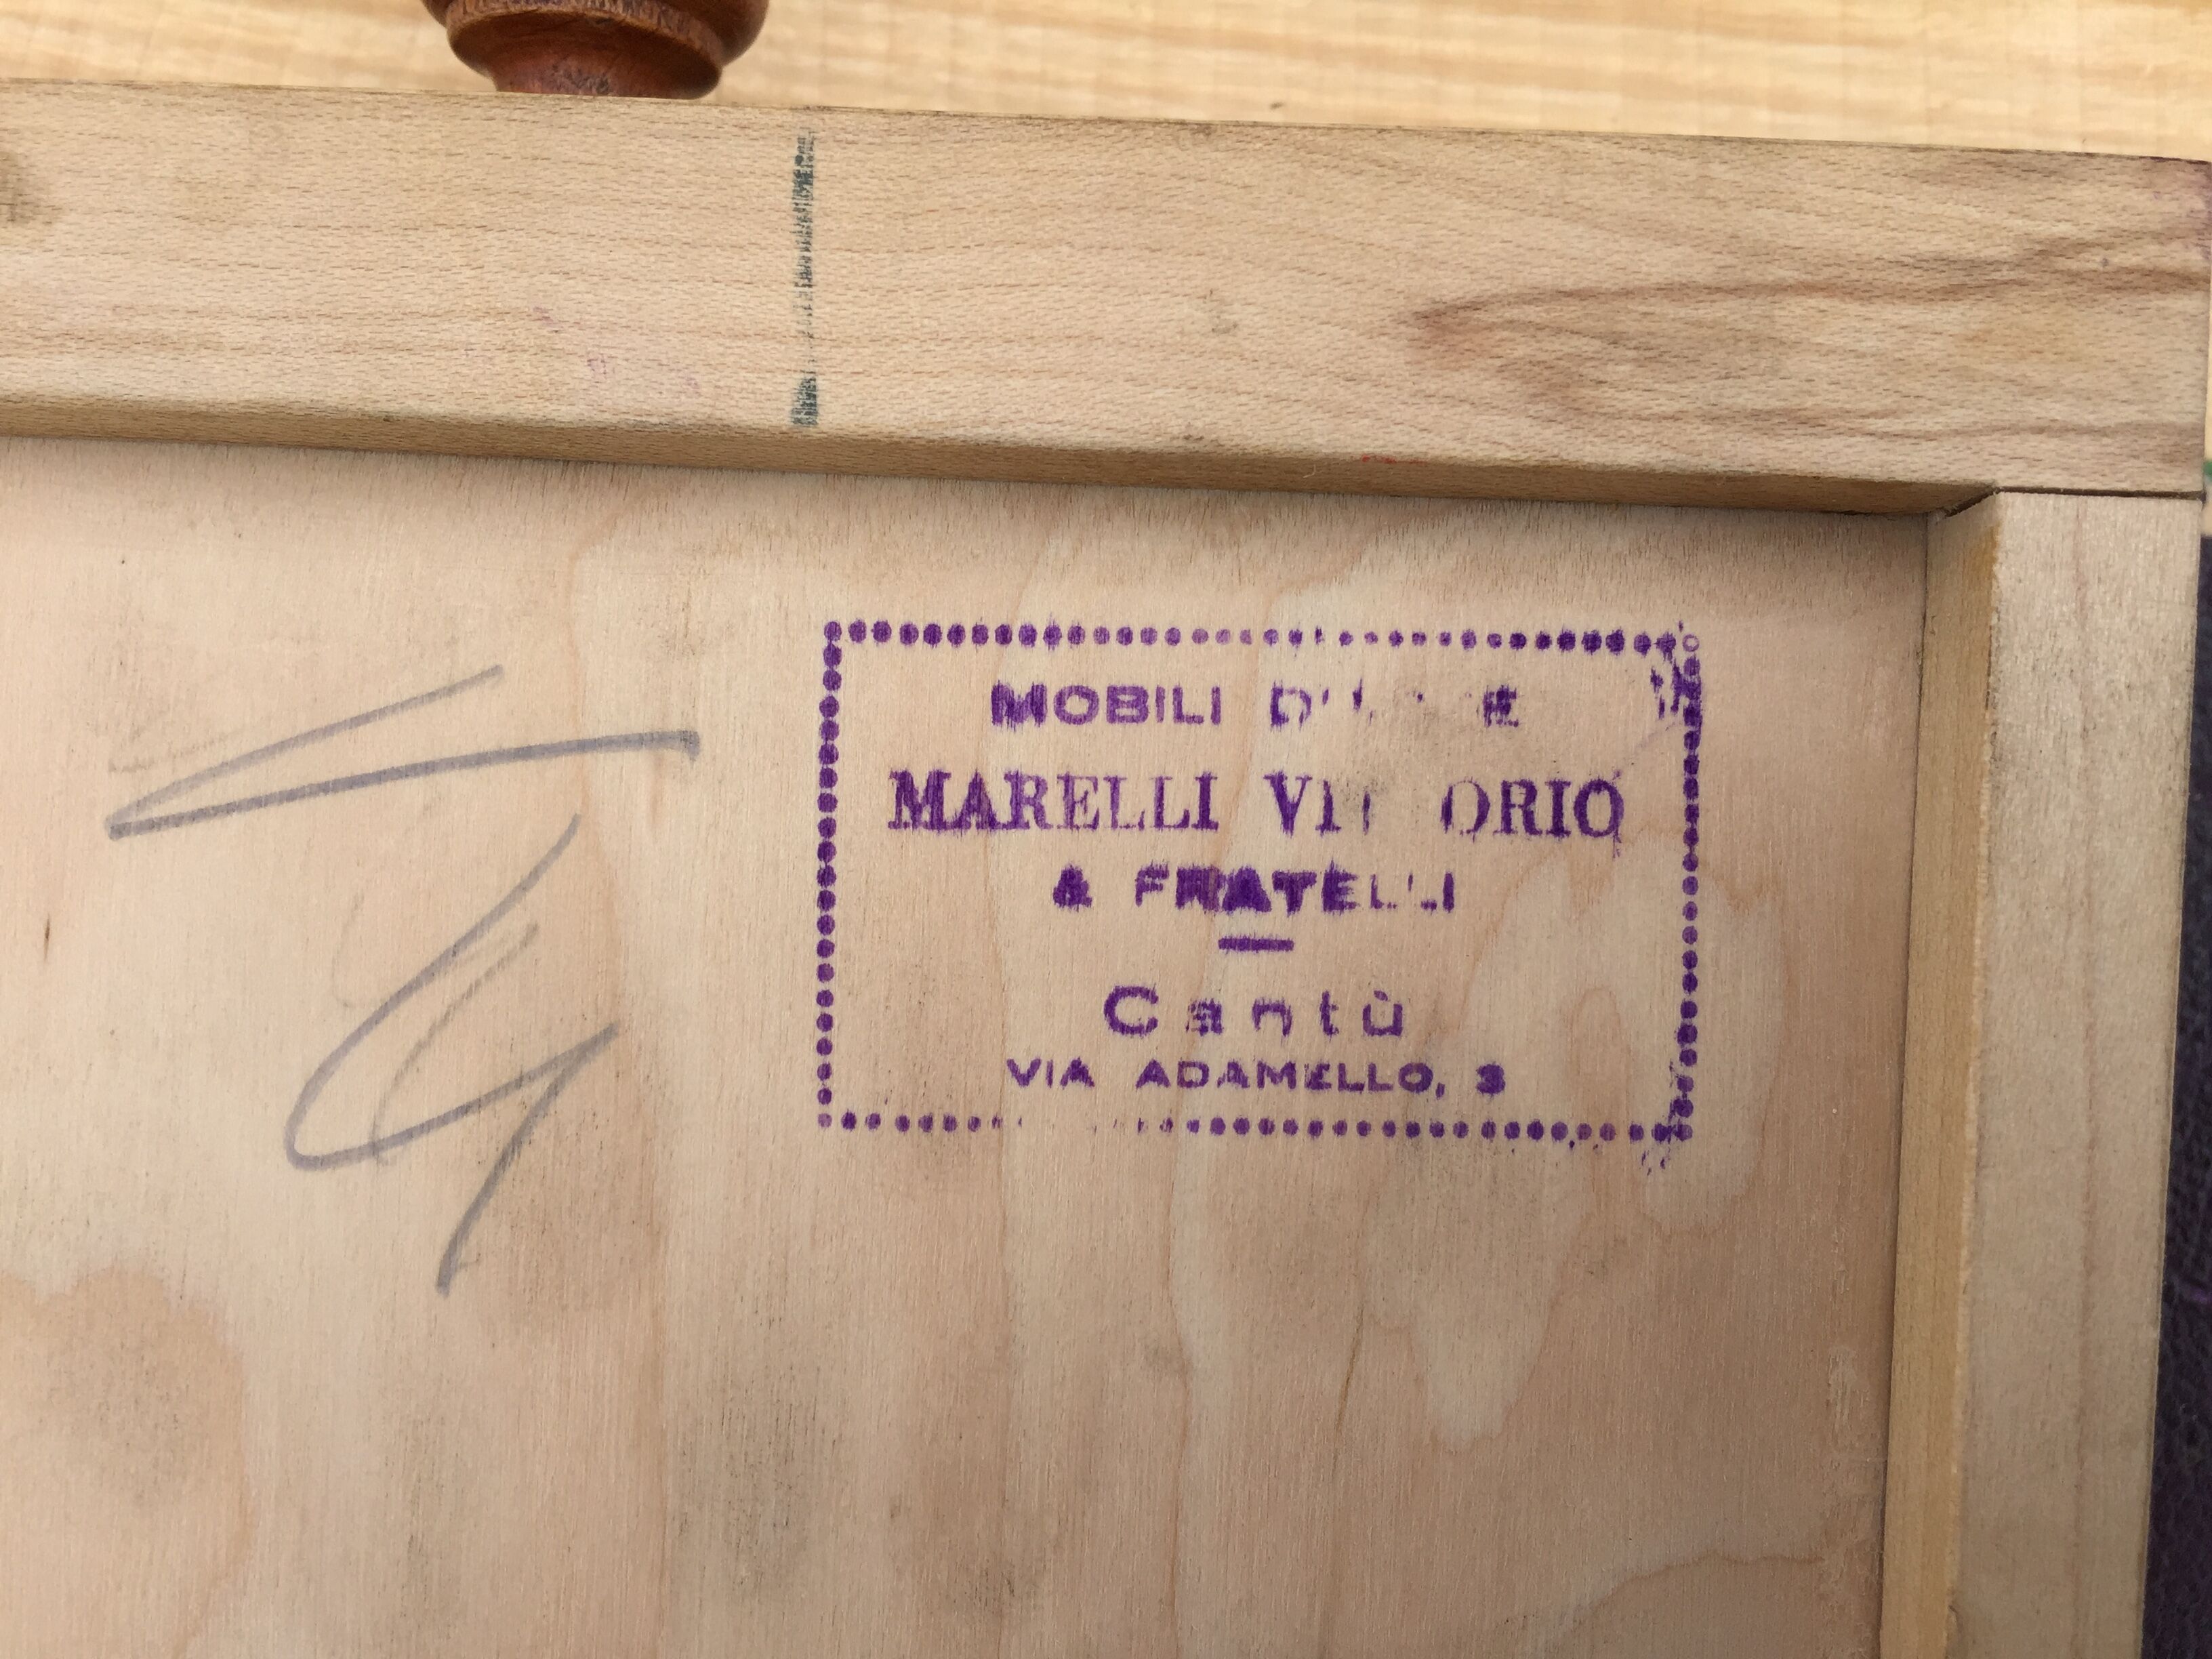 MOBILI
MARELLI VITTORIO
& FRATELLI
Cantù
VIA ADAMELLO, 3